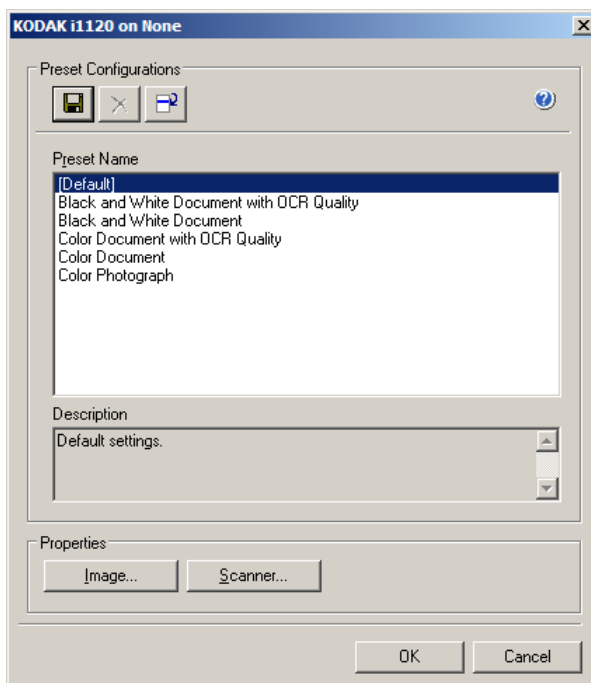 KODAK i1120 on None
Preset Configurations
Preset Name
[Default]
Black and White Document with OCR Quality
Black and White Document
Color Document with OCR Quality
Color Document
Color Photograph
Description
Default settings.
Properties
Image...
Scanner...
OK
Cancel